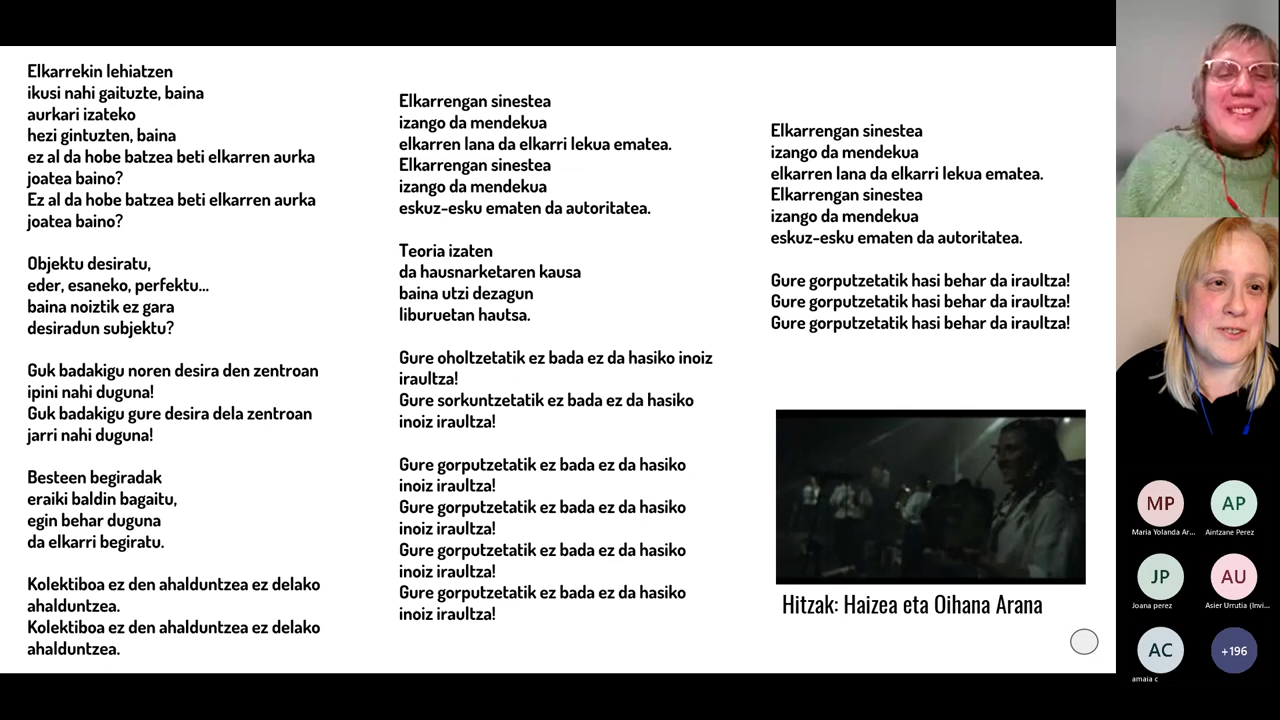 Elkarrekin lehiatzen
ikusi nahi gaituzte, baina
aurkari izateko
hezi gintuzten, baina
ez al da hobe batzea beti elkarren aurka
joatea baino?
Ez al da hobe batzea beti elkarren aurka
joatea baino?
Objektu desiratu,
eder, esaneko, perfektu...
baina noiztik ez gara
desiradun subjektu?
Guk badakigu noren desira den zentroan
ipini nahi duguna!
Guk badakigu gure desira dela zentroan
jarri nahi duguna!
Besteen begiradak
eraiki baldin bagaitu,
egin behar duguna
da elkarri begiratu.
Kolektiboa ez den ahalduntzea ez delako
ahalduntzea.
Kolektiboa ez den ahalduntzea ez delako
ahalduntzea.
Elkarrengan sinestea
izango da mendekua
elkarren lana da elkarri lekua ematea.
Elkarrengan sinestea
izango da mendekua
eskuz-esku ematen da autoritatea.
Teoria izaten
da hausnarketaren kausa
baina utzi dezagun
liburuetan hautsa.
Gure oholtzetatik ez bada ez da hasiko inoiz
iraultza!
Gure sorkuntzetatik ez bada ez da hasiko
inoiz iraultza!
Gure gorputzetatik ez bada ez da hasiko
inoiz iraultza!
Gure gorputzetatik ez bada ez da hasiko
inoiz iraultza!
Gure gorputzetatik ez bada ez da hasiko
inoiz iraultza!
Gure gorputzetatik ez bada ez da hasiko
inoiz iraultza!
Elkarrengan sinestea
izango da mendekua
elkarren lana da elkarri lekua ematea.
Elkarrengan sinestea
izango da mendekua
eskuz-esku ematen da autoritatea.
Gure gorputzetatik hasi behar da iraultza!
Gure gorputzetatik hasi behar da iraultza!
Gure gorputzetatik hasi behar da iraultza!
Hitzak: Haizea eta Oihana Arana
MP AP
Maria Yolanda Ar... Aintzane Perez
JP AU
Joana perez Asier Urrutia (Invi...
AC +196
amaia c